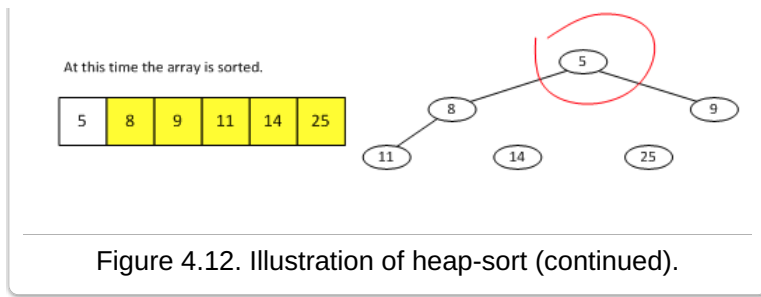 At this time the array is sorted.
5 8 9 11 14 25
5
8 9
11 14 25
Figure 4.12. Illustration of heap-sort (continued).